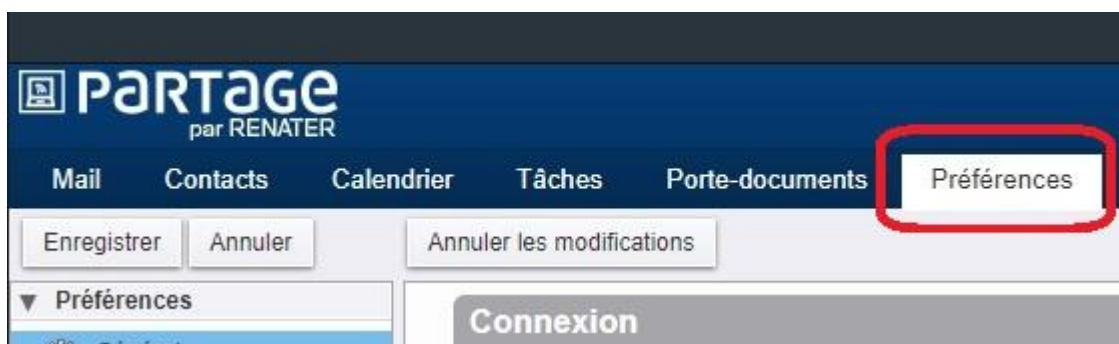 PaRTaGe
par RENATER
Mail Contacts Calendrier Tâches Porte-documents Préférences
Enregistrer Annuler Annuler les modifications
Préférences
Connexion